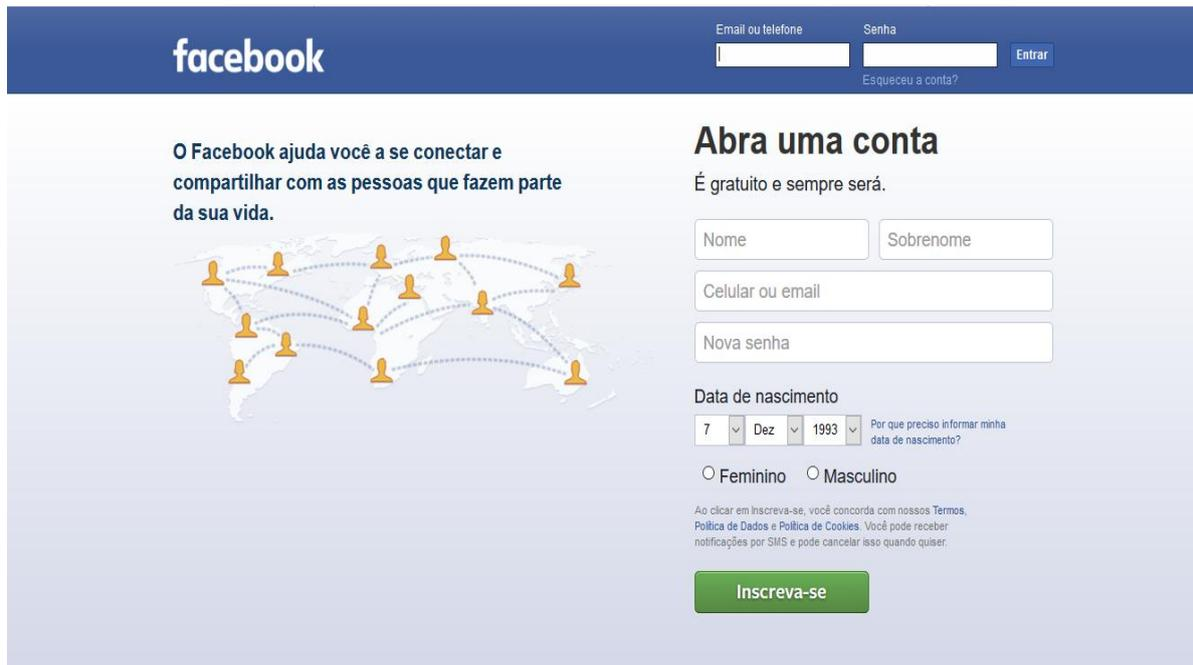 facebook
Email ou telefone
Senha
Entrar
Esqueceu a conta?
O Facebook ajuda você a se conectar e
compartilhar com as pessoas que fazem parte
da sua vida.
Abra uma conta
É gratuito e sempre será.
Nome
Sobrenome
Celular ou email
Nova senha
Data de nascimento
7 Dez 1993
Por que preciso informar minha
data de nascimento?
Feminino
Masculino
Ao clicar em Inscreva-se, você concorda com nossos Termos,
Política de Dados e Política de Cookies. Você pode receber
notificações por SMS e pode cancelar isso quando quiser.
Inscreva-se